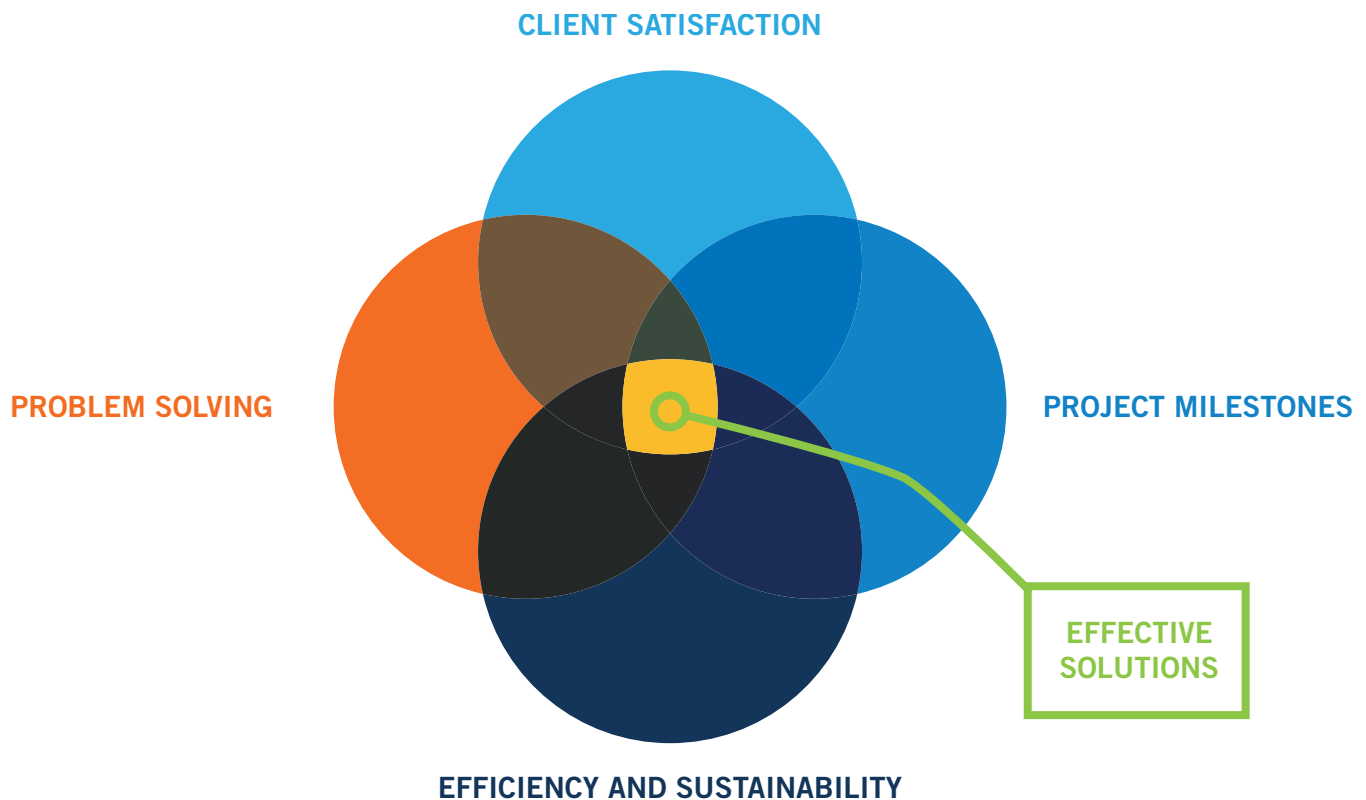 CLIENT SATISFACTION
PROBLEM SOLVING
PROJECT MILESTONES
EFFECTIVE
SOLUTIONS
EFFICIENCY AND SUSTAINABILITY